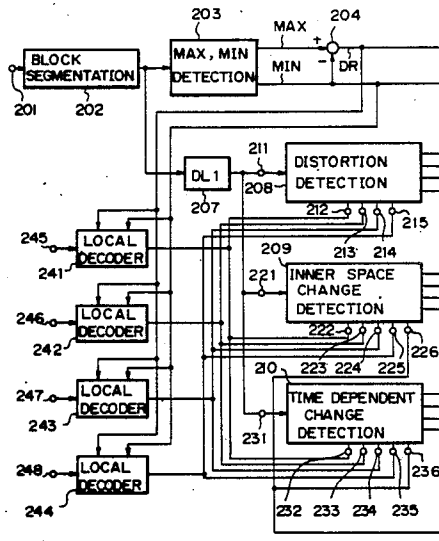 203
204
MAX
+
BLOCK
SEGMENTATION
MAX, MIN
DETECTION
MIN
−
DR
201
202
211
DL1
207
208
DISTORTION
DETECTION
212
213
214
215
245
LOCAL
DECODER
241
209
221
INNER SPACE
CHANGE
DETECTION
246
LOCAL
DECODER
242
222
223
224
225
226
210
247
LOCAL
DECODER
243
231
TIME DEPENDENT
CHANGE
DETECTION
248
LOCAL
DECODER
244
232
233
234
235
236